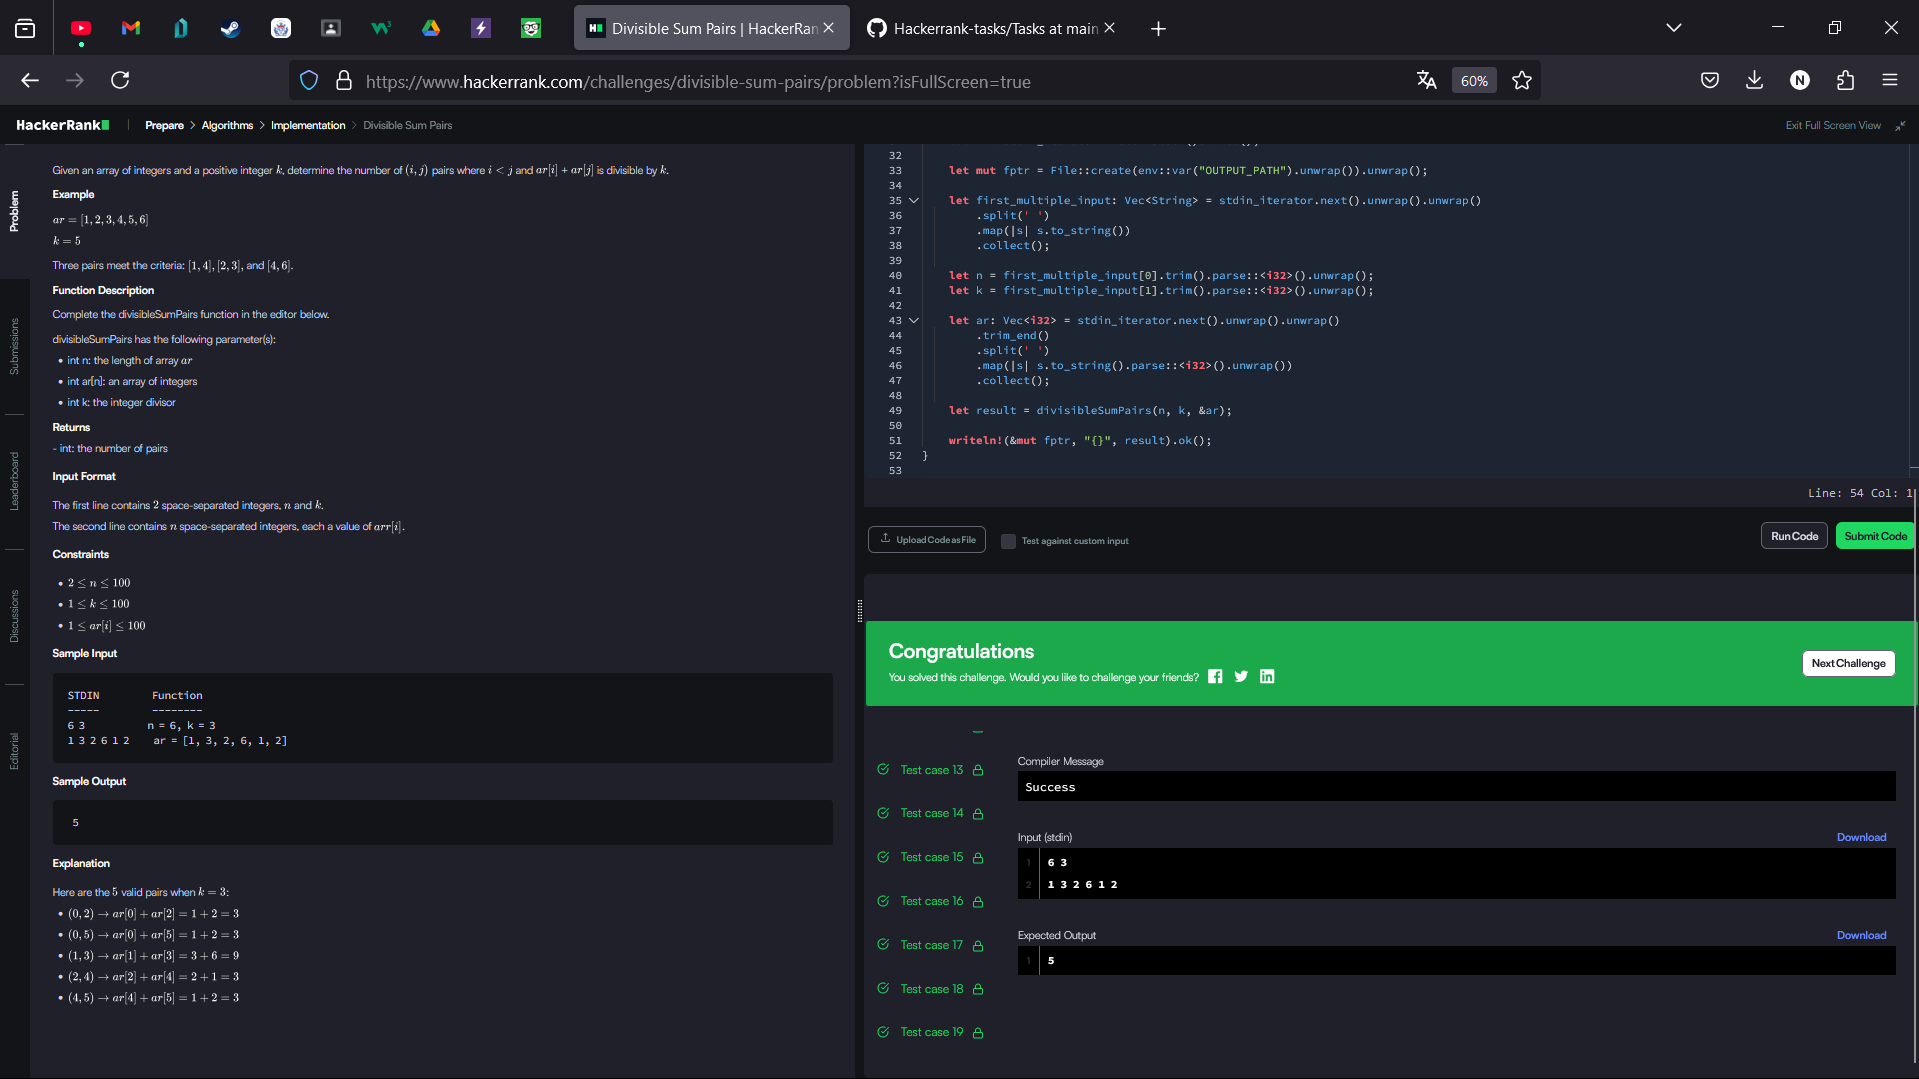 Divisible Sum Pairs | HackerRan
Hackerrank-tasks/Tasks at main
https://www.hackerrank.com/challenges/divisible-sum-pairs/problem?isFullScreen=true
60%
N
HackerRank
Prepare > Algorithms > Implementation > Divisible Sum Pairs
Exit Full Screen View
Problem
Submissions
Leaderboard
Discussions
Editorial
Given an array of integers and a positive integer k, determine the number of (i, j) pairs where i < j and ar[i] + ar[j] is divisible by k.
Example
ar = [1, 2, 3, 4, 5, 6]
k = 5
Three pairs meet the criteria: [1, 4], [2, 3], and [4, 6].
Function Description
Complete the divisibleSumPairs function in the editor below.
divisibleSumPairs has the following parameter(s):
• int n: the length of array ar
• int ar[n]: an array of integers
• int k: the integer divisor
Returns
- int: the number of pairs
Input Format
The first line contains 2 space-separated integers, n and k.
The second line contains n space-separated integers, each a value of arr[i].
Constraints
• 2 ≤ n ≤ 100
• 1 ≤ k ≤ 100
• 1 ≤ ar[i] ≤ 100
Sample Input
STDIN Function
----- --------
6 3 n = 6, k = 3
1 3 2 6 1 2 ar = [1, 3, 2, 6, 1, 2]
Sample Output
5
Explanation
Here are the 5 valid pairs when k = 3:
• (0, 2) → ar[0] + ar[2] = 1 + 2 = 3
• (0, 5) → ar[0] + ar[5] = 1 + 2 = 3
• (1, 3) → ar[1] + ar[3] = 3 + 6 = 9
• (2, 4) → ar[2] + ar[4] = 2 + 1 = 3
• (4, 5) → ar[4] + ar[5] = 1 + 2 = 3
32
33 let mut fptr = File::create(env::var("OUTPUT_PATH").unwrap()).unwrap();
34
35 let first_multiple_input: Vec<String> = stdin_iterator.next().unwrap().unwrap()
36 .split(' ')
37 .map(|s| s.to_string())
38 .collect();
39
40 let n = first_multiple_input[0].trim().parse::<i32>().unwrap();
41 let k = first_multiple_input[1].trim().parse::<i32>().unwrap();
42
43 let ar: Vec<i32> = stdin_iterator.next().unwrap().unwrap()
44 .trim_end()
45 .split(' ')
46 .map(|s| s.to_string().parse::<i32>().unwrap())
47 .collect();
48
49 let result = divisibleSumPairs(n, k, &ar);
50
51 writeln!(&mut fptr, "{}", result).ok();
52 }
53
Line: 54 Col: 1
Upload Code as File
Test against custom input
Run Code
Submit Code
Congratulations
You solved this challenge. Would you like to challenge your friends?
Next Challenge
Test case 13
Test case 14
Test case 15
Test case 16
Test case 17
Test case 18
Test case 19
Compiler Message
Success
Input (stdin)
Download
1 6 3
2 1 3 2 6 1 2
Expected Output
Download
1 5